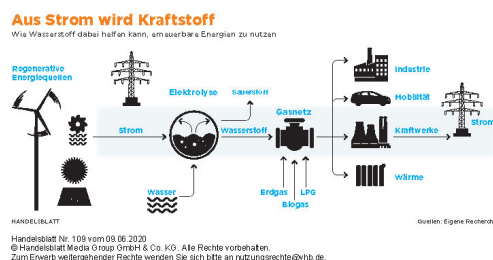 Aus Strom wird Kraftstoff
Wie Wasserstoff dabei helfen kann, erneuerbare Energien zu nutzen
Regenerative
Energiequellen
Strom
Elektrolyse
Sauerstoff
Wasserstoff
Wasser
Gasnetz
Erdgas
Biogas
LPG
Industrie
Mobilität
Kraftwerke
Strom
Wärme
HANDELSBLATT
Quellen: Eigene Recherch
Handelsblatt Nr. 109 vom 09.06.2020
© Handelsblatt Media Group GmbH & Co. KG. Alle Rechte vorbehalten.
Zum Erwerb weitergehender Rechte wenden Sie sich bitte an nutzungsrechte@vhb.de.